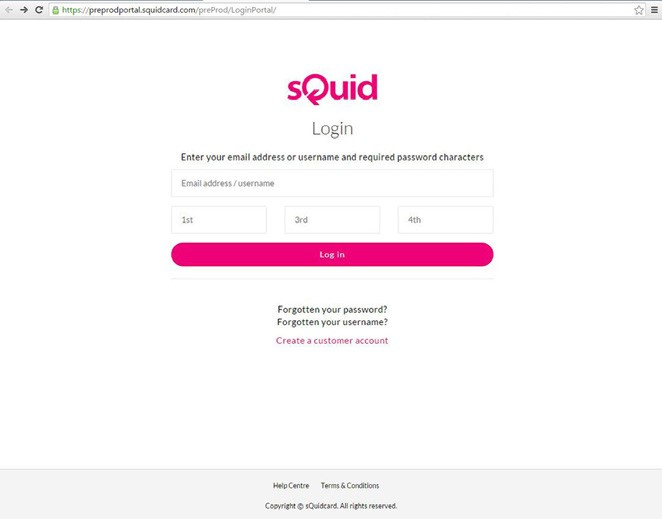 https://preprodportal.squidcard.com/preProd/LoginPortal/
sQuid
Login
Enter your email address or username and required password characters
Email address / username
1st 3rd 4th
Log in
Forgotten your password?
Forgotten your username?
Create a customer account
Help Centre Terms & Conditions
Copyright © sQuidcard. All rights reserved.